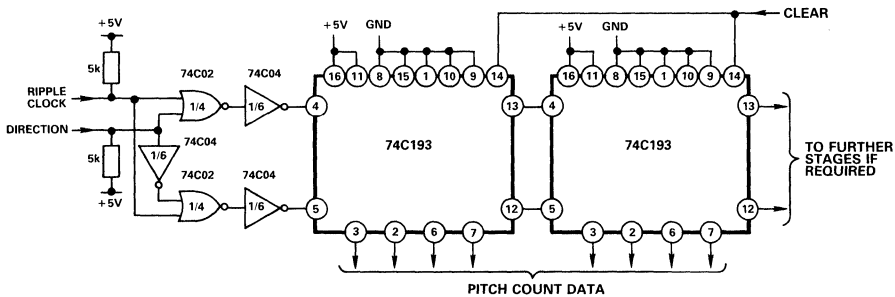 +5V
5k
RIPPLE
CLOCK
DIRECTION
5k
+5V
74C02
1/4
74C04
1/6
74C04
1/6
74C02
1/4
74C04
1/6
+5V
GND
16 11 8 15 1 10 9 14
4
5
13
12
74C193
3 2 6 7
+5V
GND
16 11 8 15 1 10 9 14
4
5
13
12
74C193
3 2 6 7
CLEAR
TO FURTHER
STAGES IF
REQUIRED
PITCH COUNT DATA